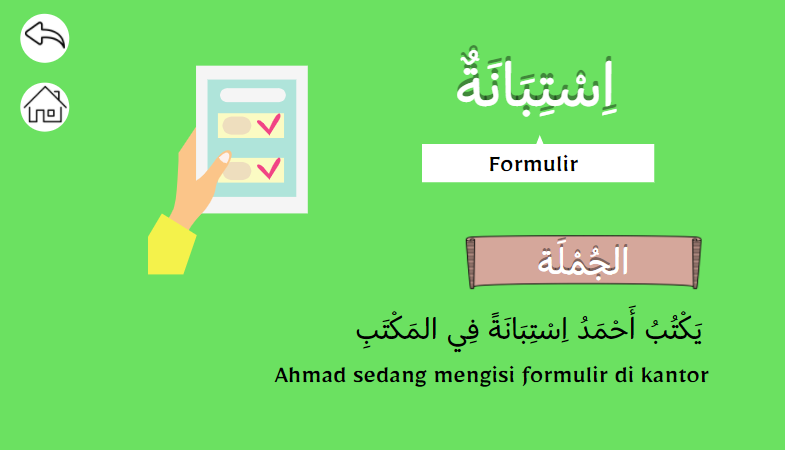 اِسْتِبَانَةٌ
Formulir
الجُمْلَة
يَكْتُبُ أَحْمَدُ اِسْتِبَانَةً فِي المَكْتَبِ
Ahmad sedang mengisi formulir di kantor